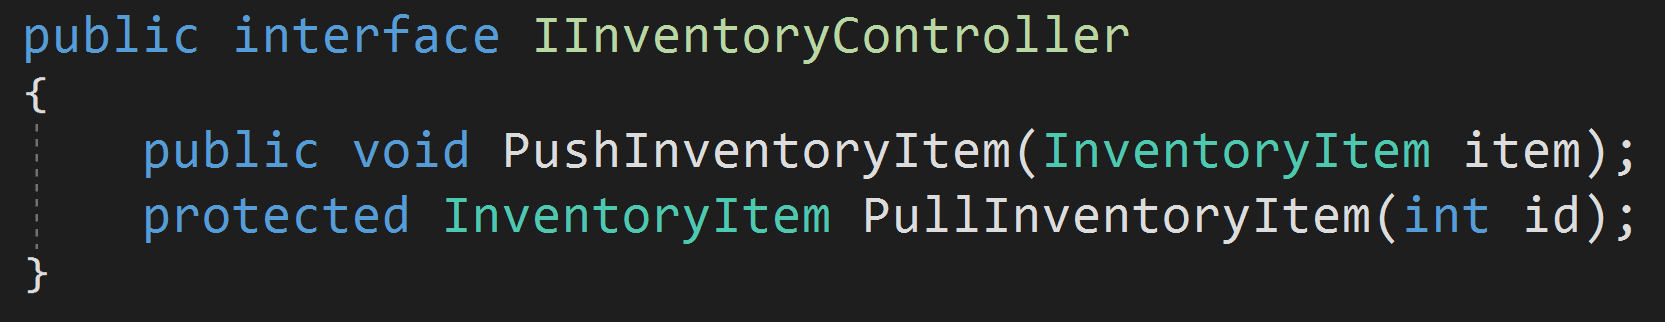 public interface IInventoryController
{
    public void PushInventoryItem(InventoryItem item);
    protected InventoryItem PullInventoryItem(int id);
}